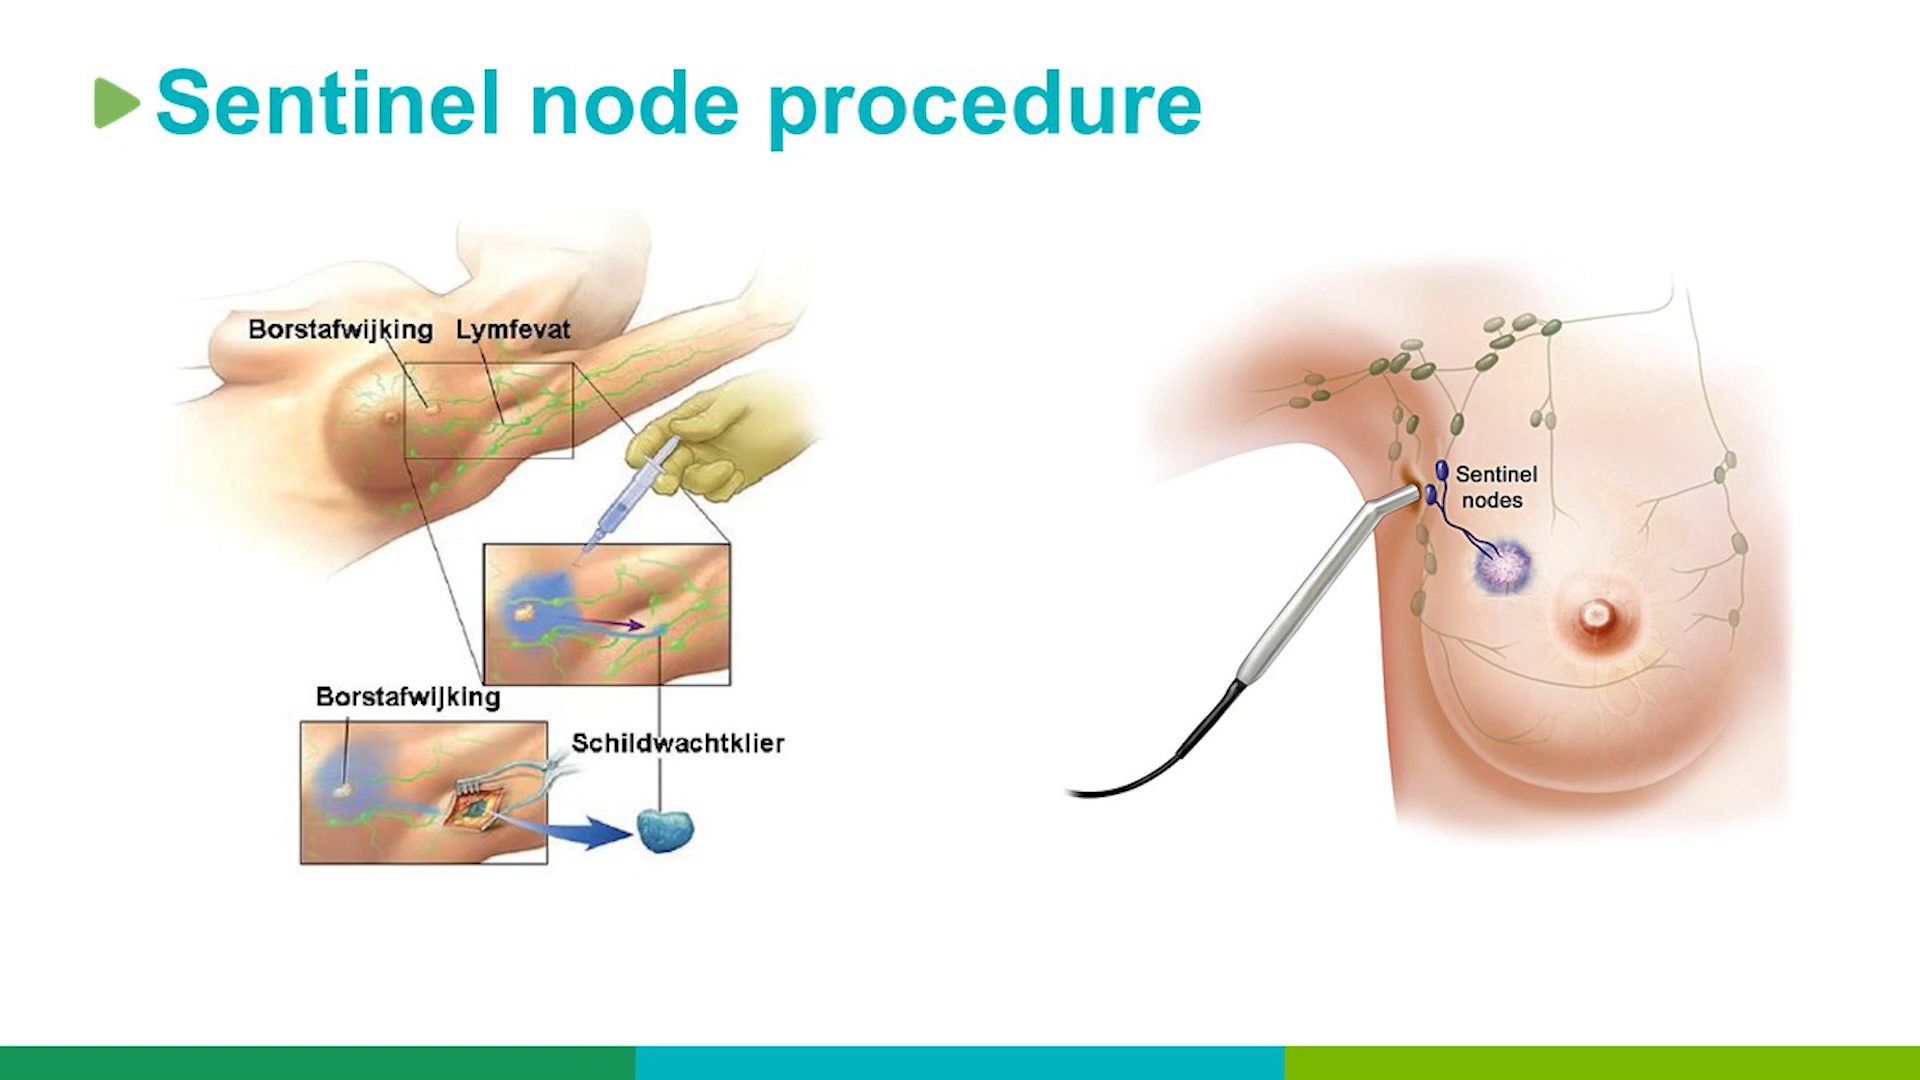 Sentinel node procedure
Borstafwijking
Lymfevat
Borstafwijking
Schildwachtklier
Sentinel
nodes